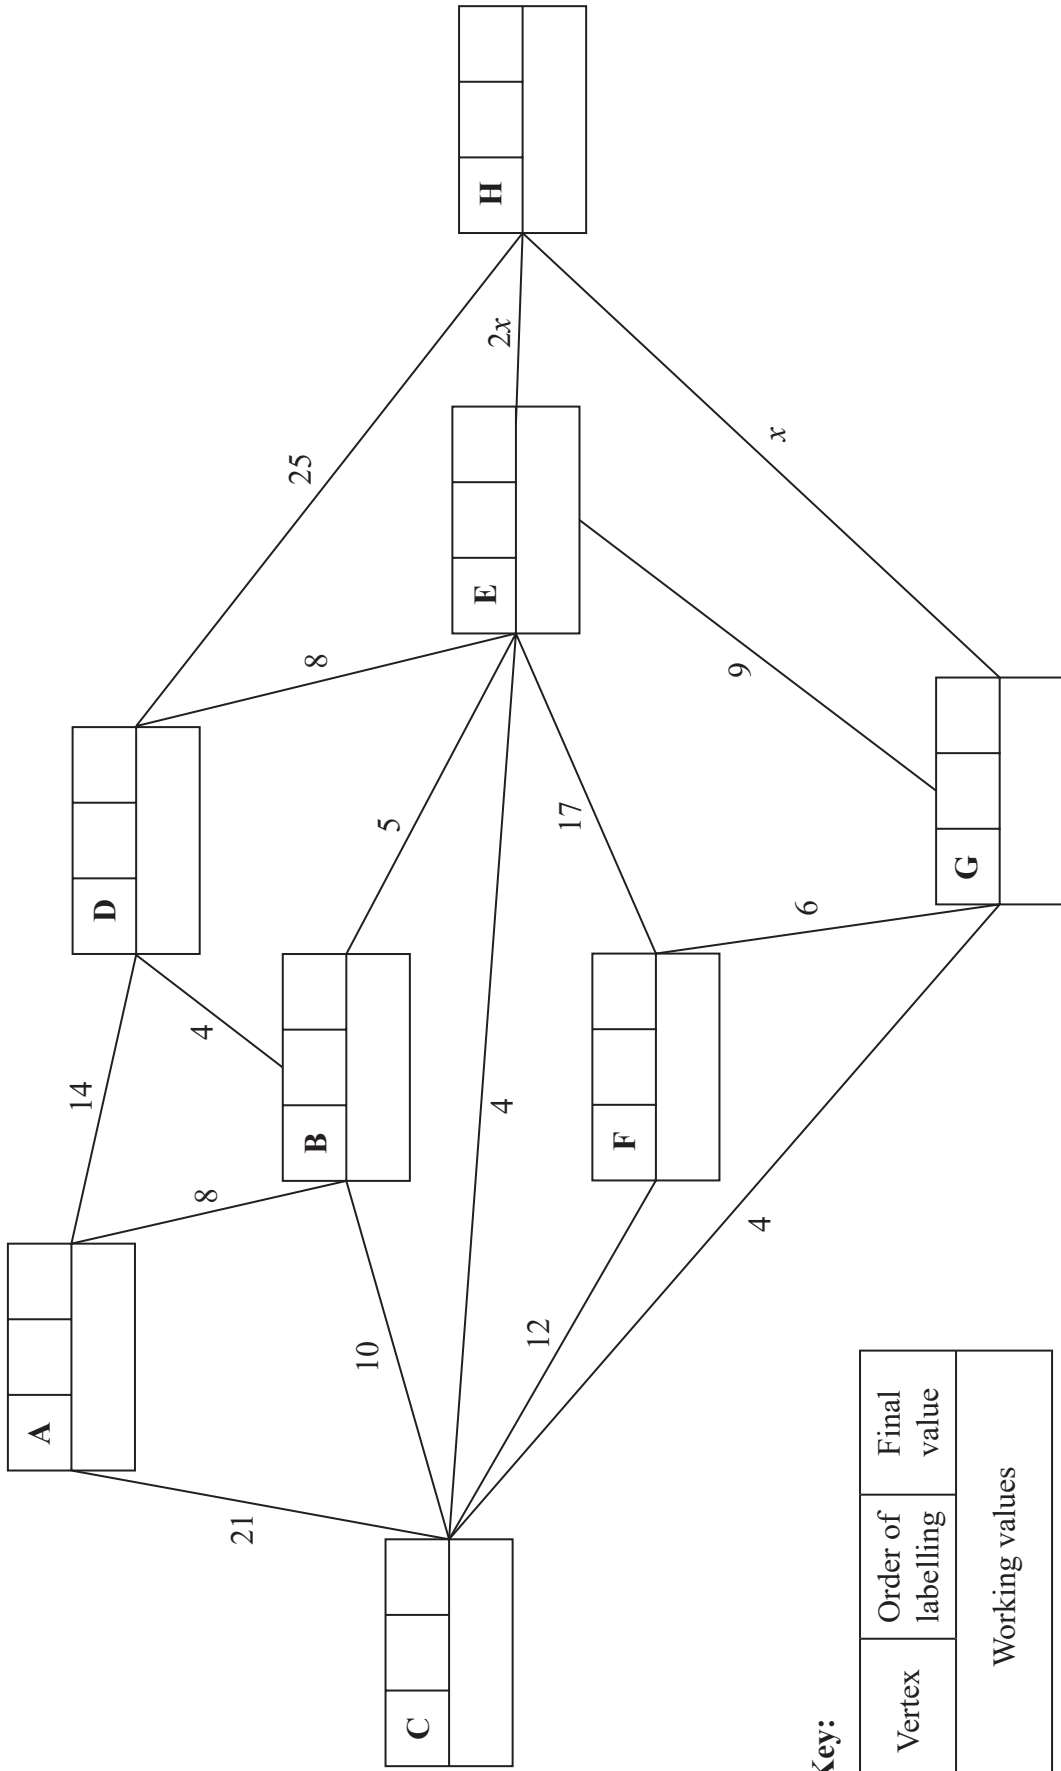 A
14
D
25
H
21
8
4
8
C
10
B
5
E
2x
4
12
F
17
9
x
4
6
G
Key:
Vertex
Order of
labelling
Final
value
Working values